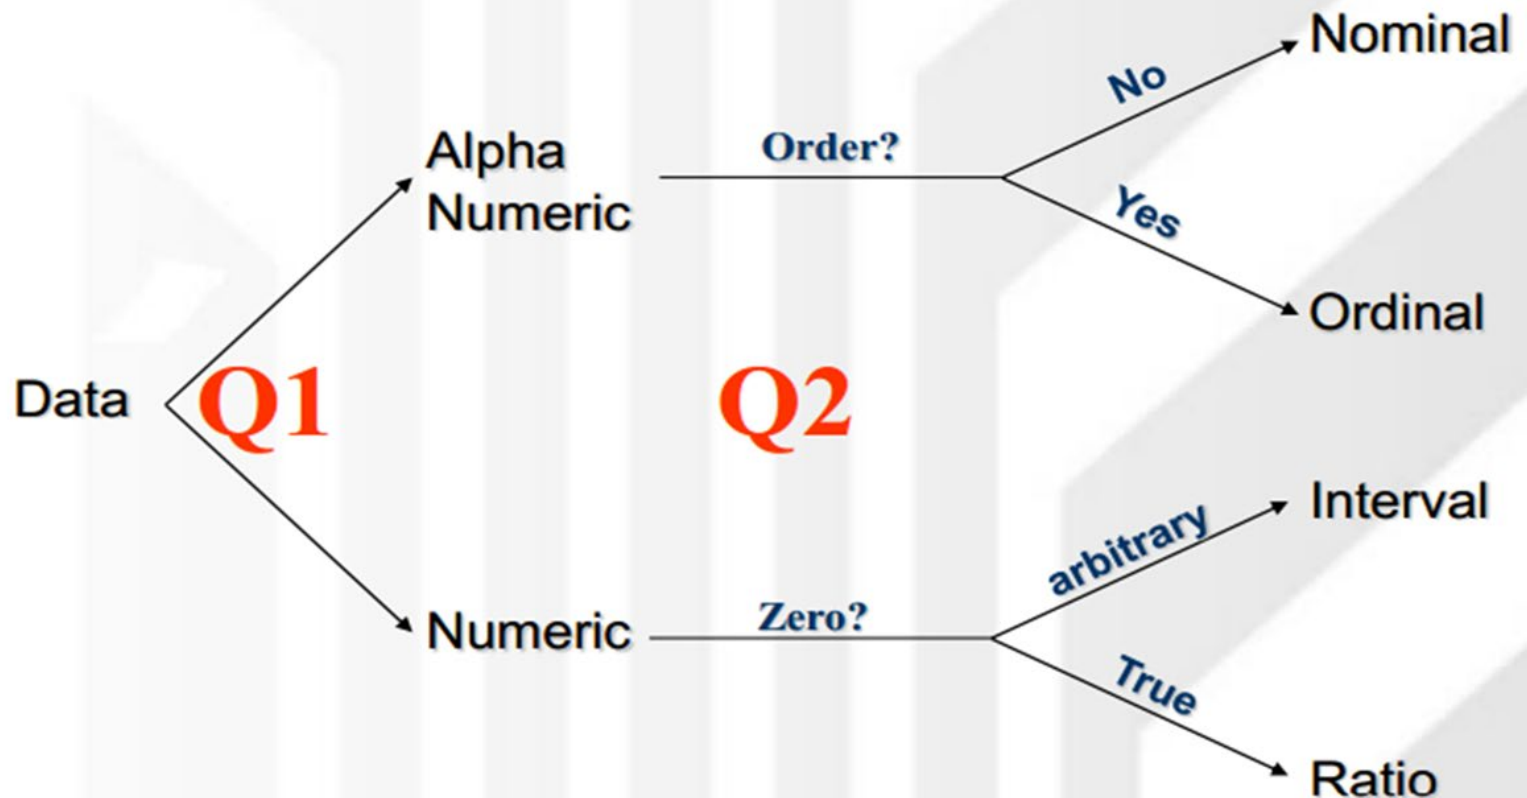 Nominal
No
Alpha
Numeric
Order?
Yes
Ordinal
Data
Q1
Q2
Interval
arbitrary
Numeric
Zero?
True
Ratio